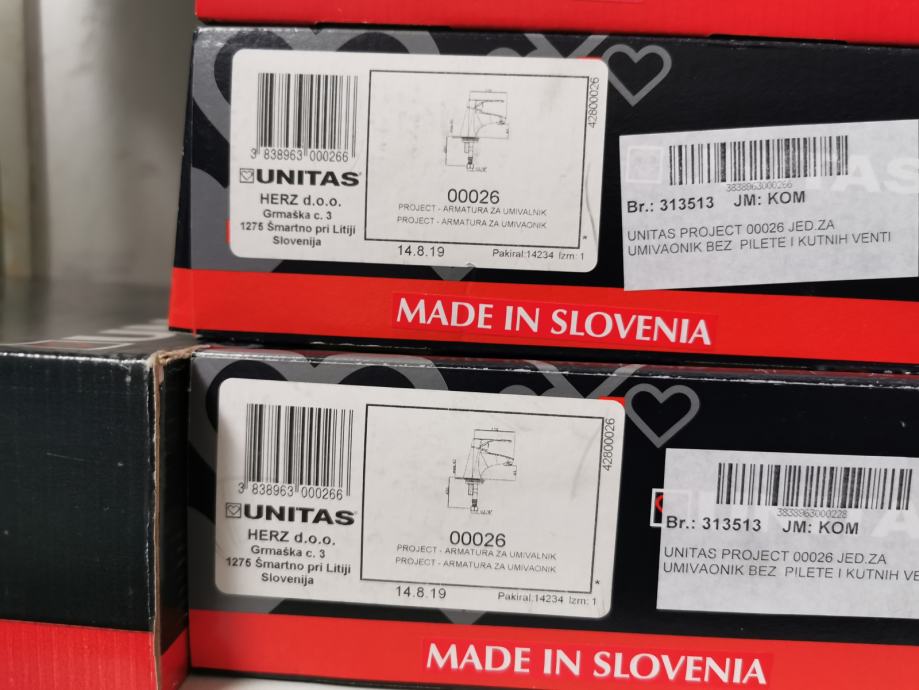 42800026
3 838963 000266
UNITAS
HERZ d.o.o.
Grmaška c. 3
1275 Šmartno pri Litiji
Slovenija
00026
PROJECT - ARMATURA ZA UMIVALNIK
PROJECT - ARMATURA ZA UMIVAONIK
*
14.8.19
Pakiral:14234 Izm: 1
3838963000266
Br.: 313513 JM: KOM
UNITAS PROJECT 00026 JED.ZA
UMIVAONIK BEZ PILETE I KUTNIH VENTI
MADE IN SLOVENIA
42800026
3 838963 000266
UNITAS
HERZ d.o.o.
Grmaška c. 3
1275 Šmartno pri Litiji
Slovenija
00026
PROJECT - ARMATURA ZA UMIVALNIK
PROJECT - ARMATURA ZA UMIVAONIK
*
14.8.19
Pakiral:14234 Izm: 1
3838963000228
Br.: 313513 JM: KOM
UNITAS PROJECT 00026 JED.ZA
UMIVAONIK BEZ PILETE I KUTNIH VE
MADE IN SLOVENIA